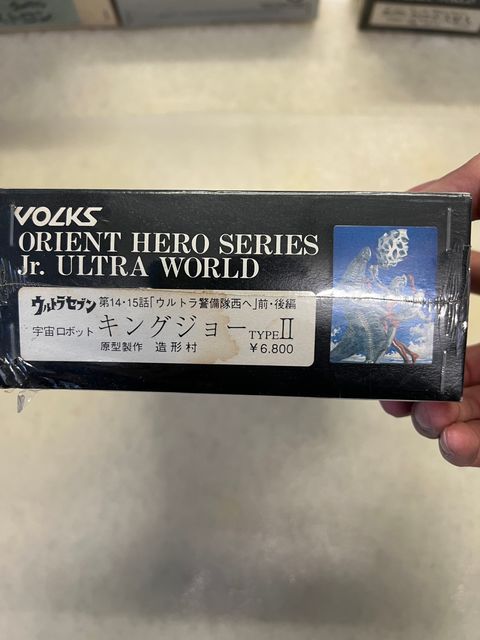 VOLKS
ORIENT HERO SERIES
Jr. ULTRA WORLD
ウルトラセブン 第14・15話「ウルトラ警備隊西へ」前・後編
宇宙ロボット キングジョー TYPE II
原型製作 造形村 ¥6.800